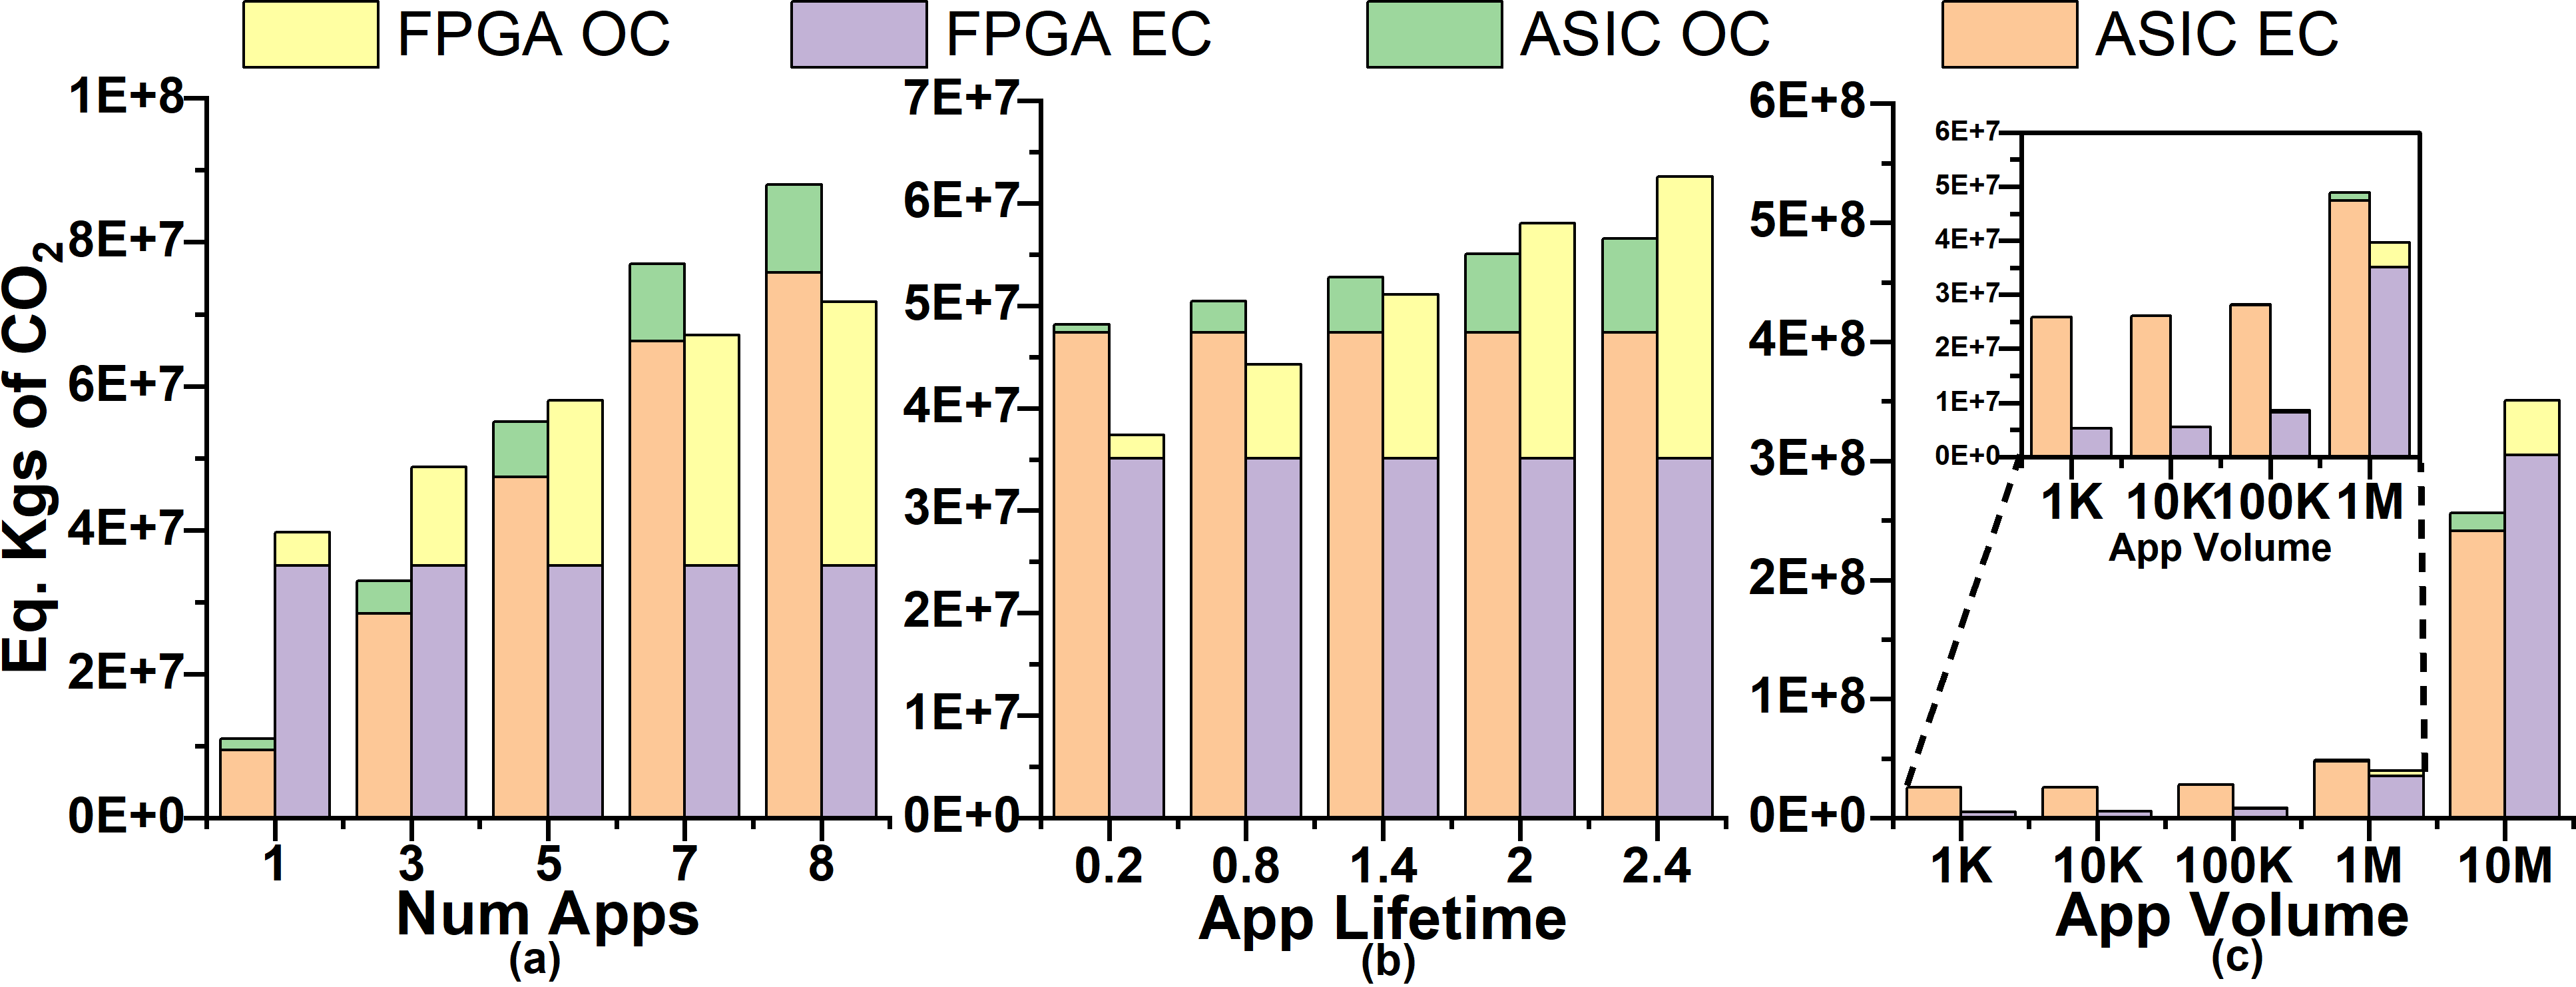 FPGA OC FPGA EC ASIC OC ASIC EC
Eq. Kgs of CO2
1E+8
8E+7
6E+7
4E+7
2E+7
0E+0
1 3 5 7 8
Num Apps
(a)
7E+7
6E+7
5E+7
4E+7
3E+7
2E+7
1E+7
0E+0
0.2 0.8 1.4 2 2.4
App Lifetime
(b)
6E+8
5E+8
4E+8
3E+8
2E+8
1E+8
0E+0
6E+7
5E+7
4E+7
3E+7
2E+7
1E+7
0E+0
1K 10K 100K 1M
App Volume
1K 10K 100K 1M 10M
App Volume
(c)